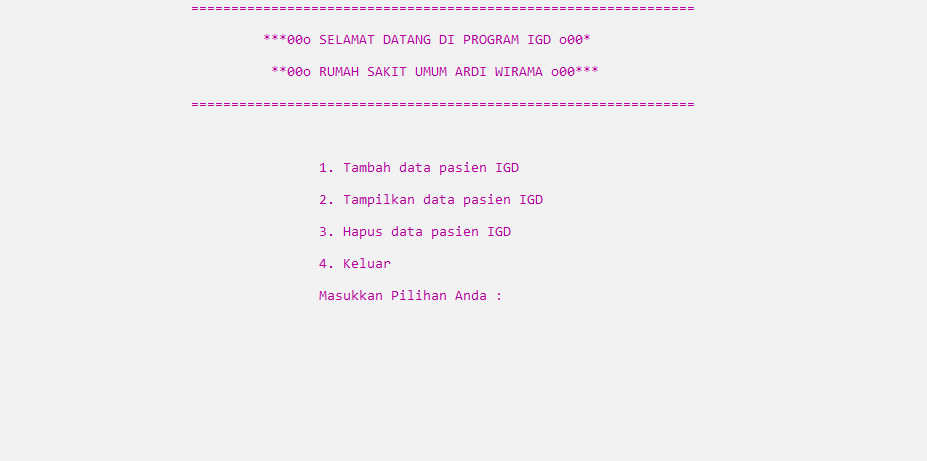 ===============================================================
***00o SELAMAT DATANG DI PROGRAM IGD o00*
**00o RUMAH SAKIT UMUM ARDI WIRAMA o00***
===============================================================
1. Tambah data pasien IGD
2. Tampilkan data pasien IGD
3. Hapus data pasien IGD
4. Keluar
Masukkan Pilihan Anda :